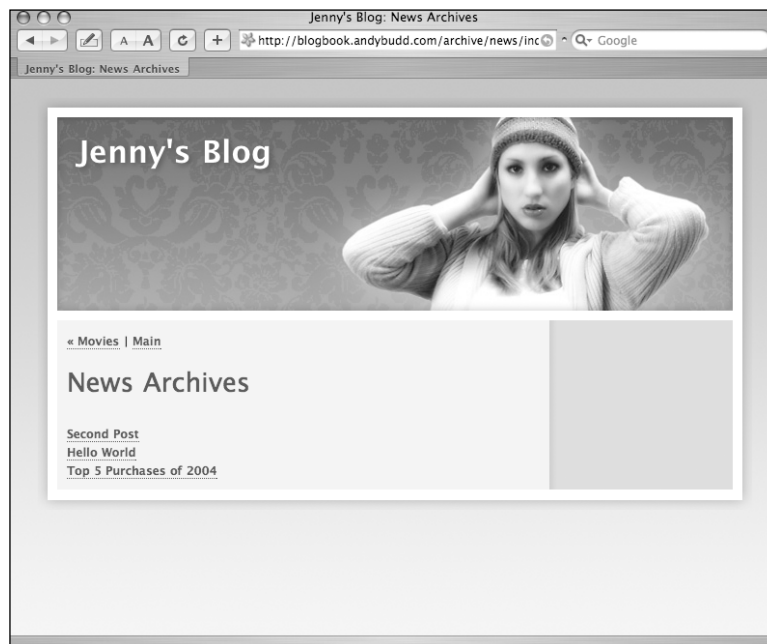 Jenny's Blog: News Archives
A A
http://blogbook.andybudd.com/archive/news/inc
Google
Jenny's Blog: News Archives
Jenny's Blog
« Movies | Main
News Archives
Second Post
Hello World
Top 5 Purchases of 2004